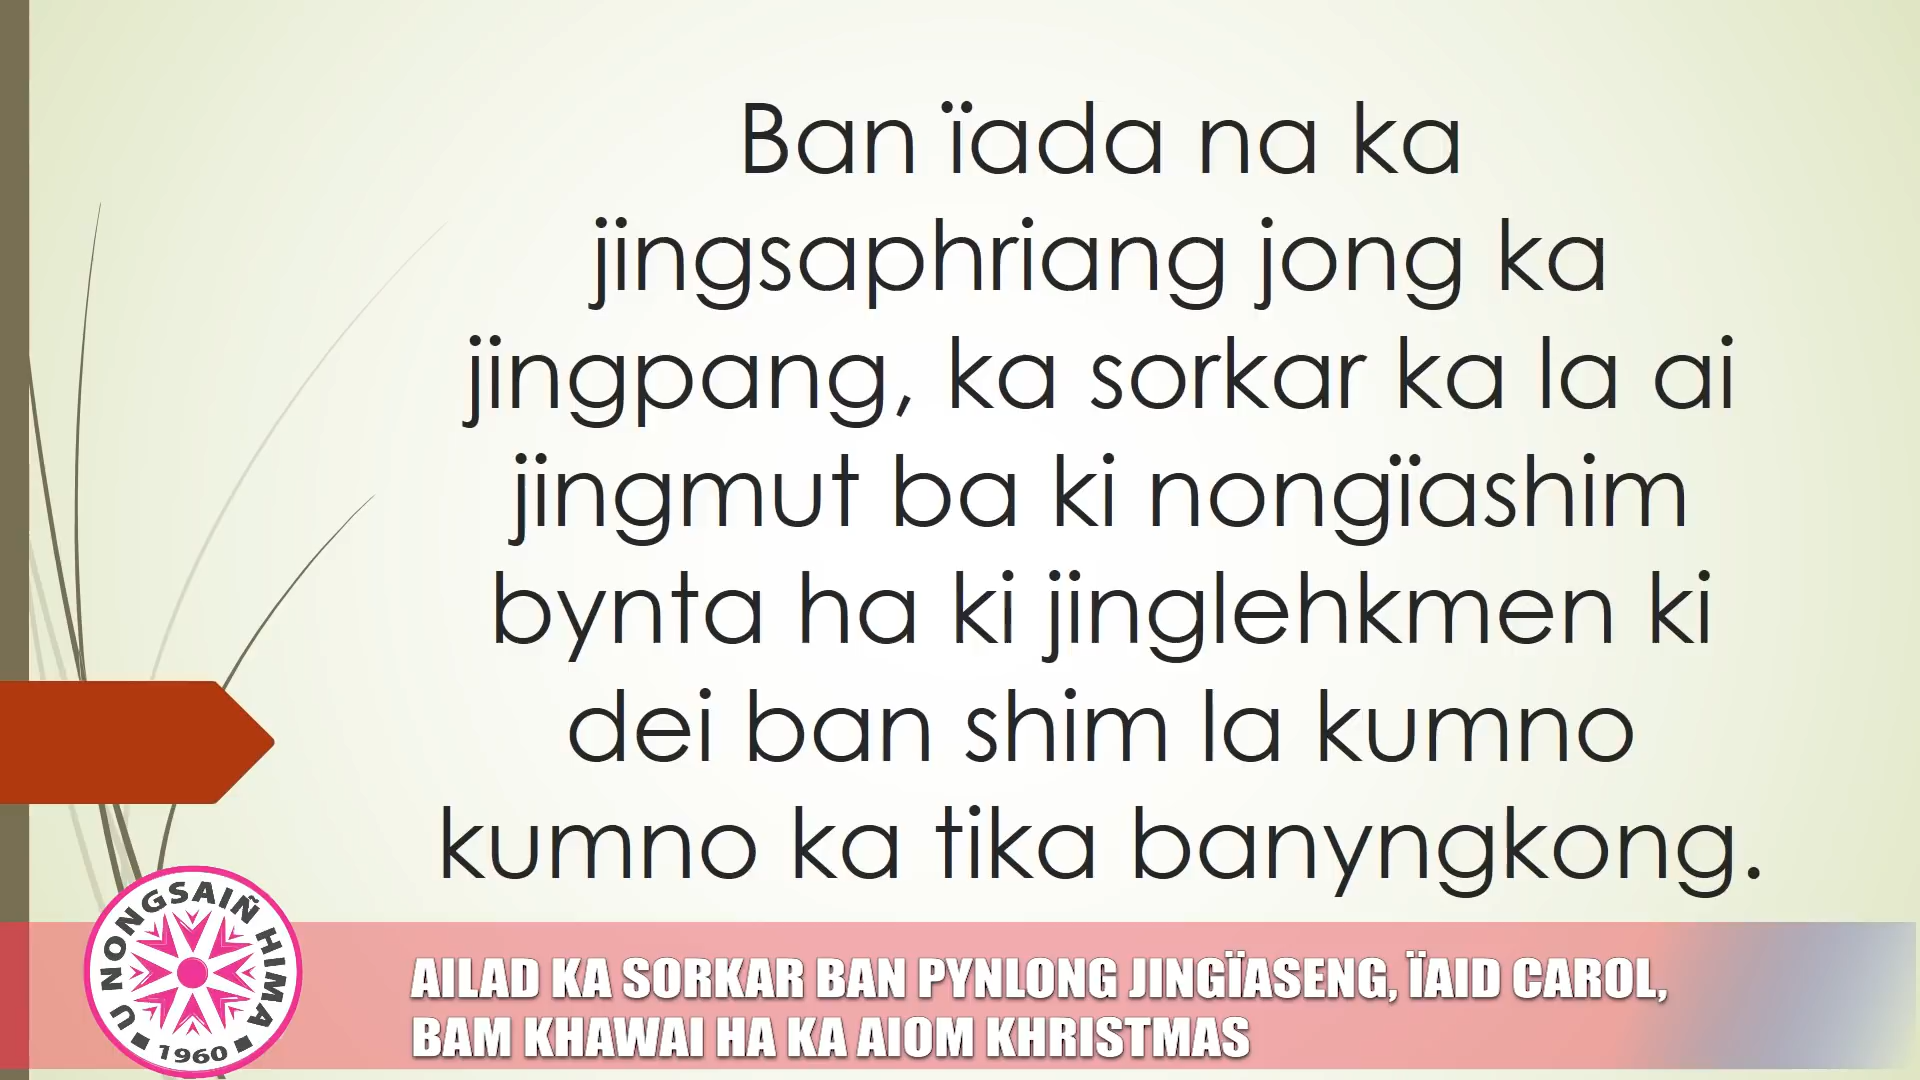 Ban ïada na ka
jingsaphriang jong ka
jingpang, ka sorkar ka la ai
jingmut ba ki nongïashim
bynta ha ki jinglehkmen ki
dei ban shim la kumno
kumno ka tika banyngkong.
U NONGSAIÑ HIMA
1960
AILAD KA SORKAR BAN PYNLONG JINGÏASENG, ÏAID CAROL,
BAM KHAWAI HA KA AIOM KHRISTMAS